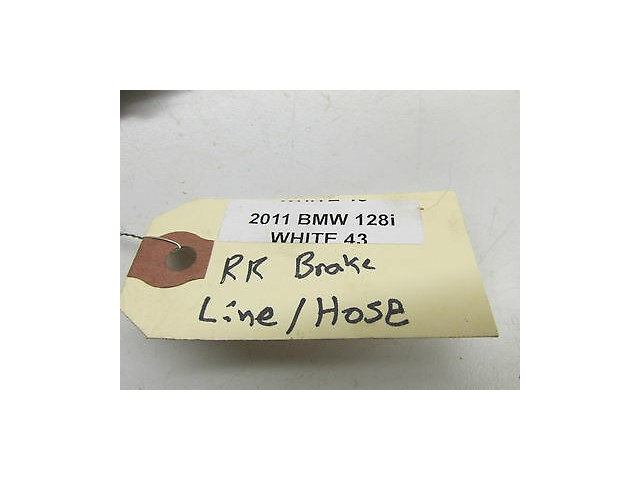 2011 BMW 128i
WHITE 43
RR Brake
Line/Hose